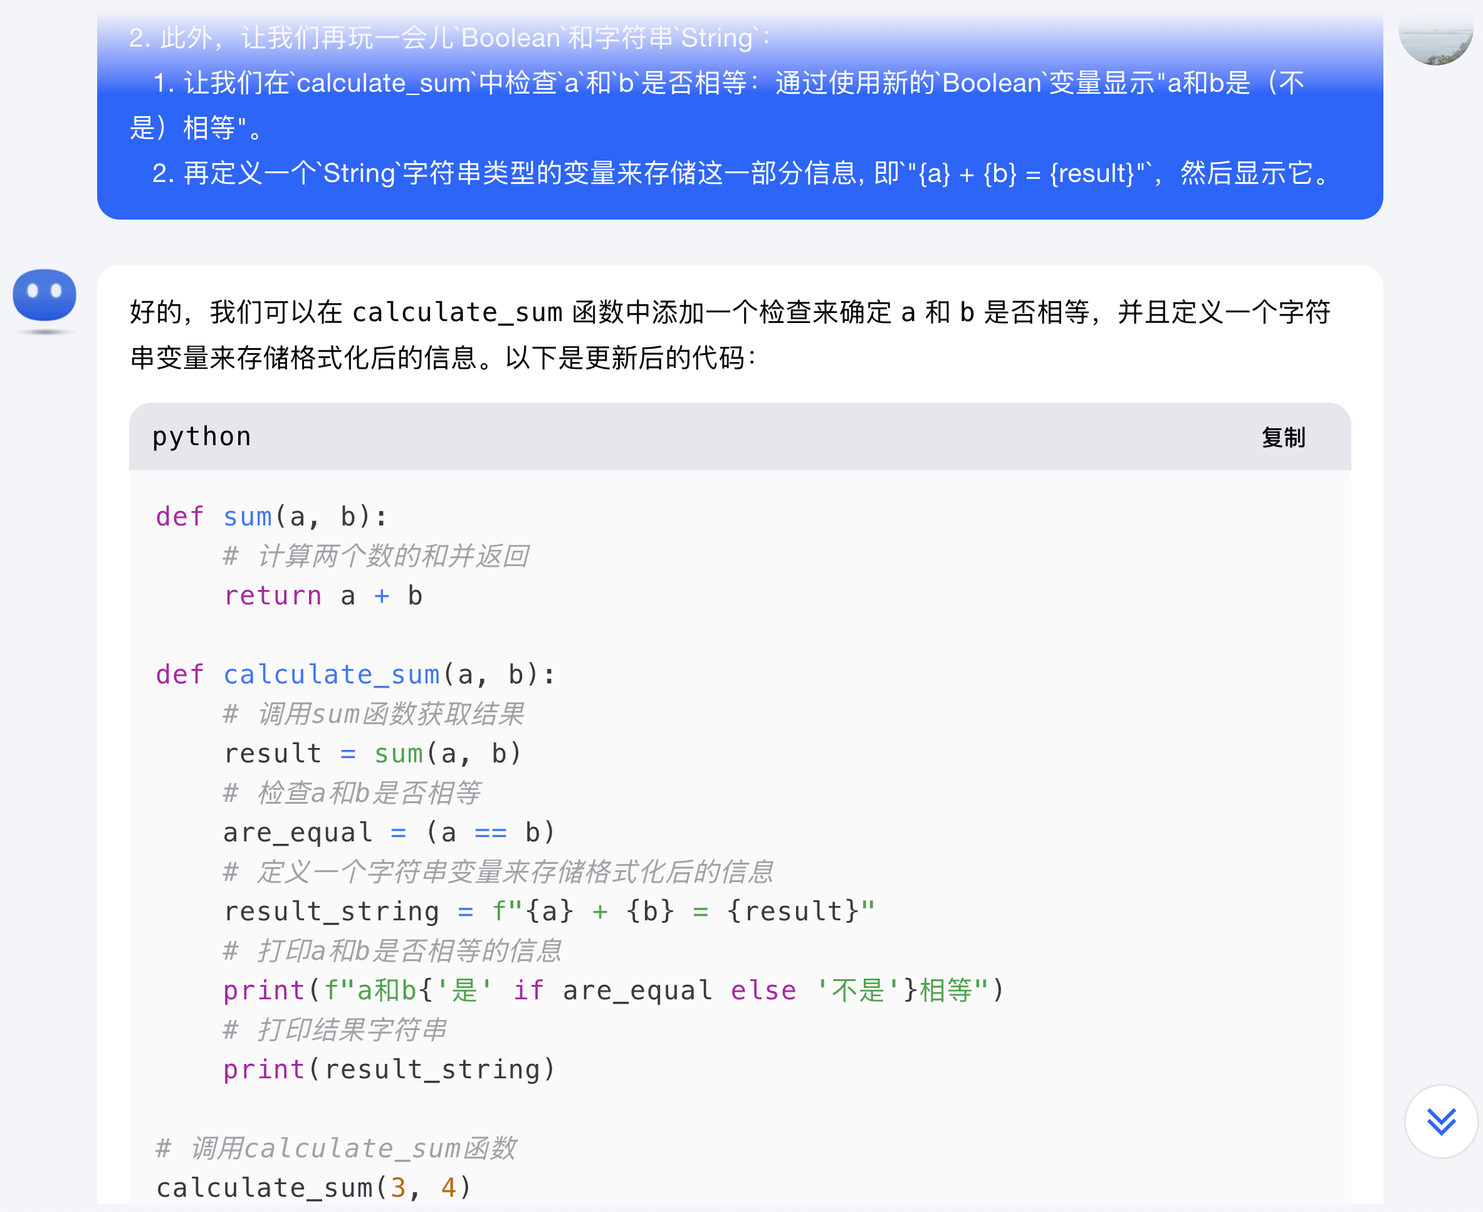 2. 此外，让我们再玩一会儿`Boolean`和字符串`String`：
1. 让我们在`calculate_sum`中检查`a`和`b`是否相等：通过使用新的`Boolean`变量显示"a和b是（不
是）相等"。
2. 再定义一个`String`字符串类型的变量来存储这一部分信息, 即`"{a} + {b} = {result}"`，然后显示它。
好的，我们可以在 calculate_sum 函数中添加一个检查来确定 a 和 b 是否相等，并且定义一个字符
串变量来存储格式化后的信息。以下是更新后的代码：
python 复制
def sum(a, b):
    # 计算两个数的和并返回
    return a + b
def calculate_sum(a, b):
    # 调用sum函数获取结果
    result = sum(a, b)
    # 检查a和b是否相等
    are_equal = (a == b)
    # 定义一个字符串变量来存储格式化后的信息
    result_string = f"{a} + {b} = {result}"
    # 打印a和b是否相等的信息
    print(f"a和b{'是' if are_equal else '不是'}相等")
    # 打印结果字符串
    print(result_string)
# 调用calculate_sum函数
calculate_sum(3, 4)